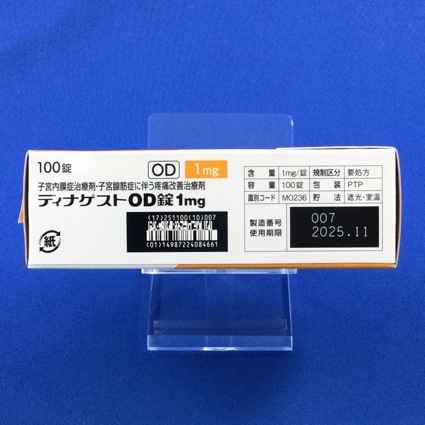 100錠
OD 1mg
子宮内膜症治療剤・子宮腺筋症に伴う疼痛改善治療剤
ディナゲストOD錠1mg
(17)251100(10)007
(01)14987224084661
紙
含量 1mg/錠 規制区分 要処方
容量 100錠 包装 PTP
識別コード MO236 貯法 遮光・室温
製造番号 007
使用期限 2025.11